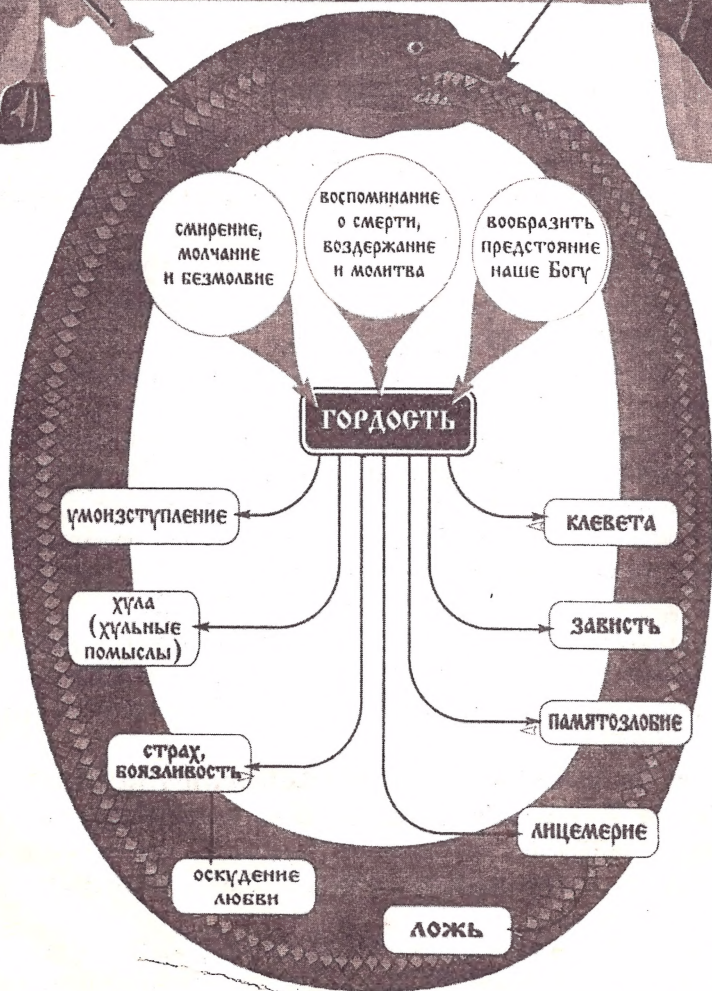 смирение,
молчание
и безмолвие
воспоминание
о смерти,
воздержание
и молитва
вообразить
предстояние
наше Богу
ГОРДОСТЬ
умоизступление
хула
(хульные
помыслы)
страх,
боязливость
оскудение
любви
клевета
зависть
памятозлобие
лицемерие
ложь